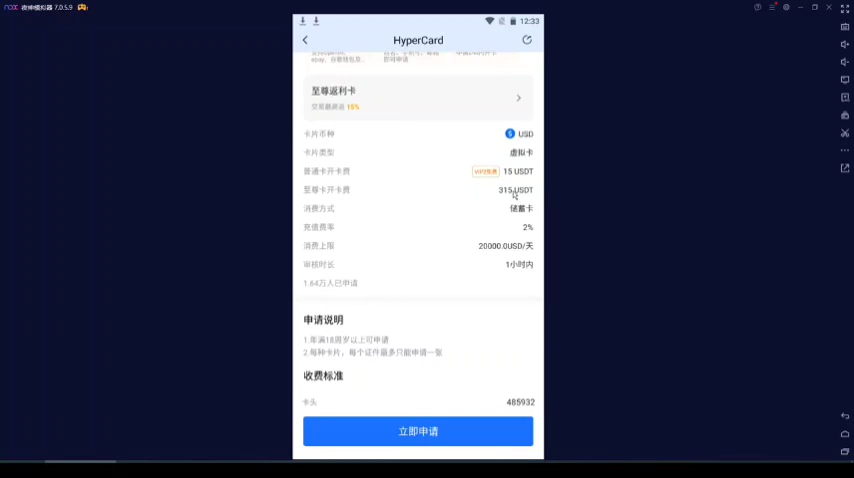 nox 夜神模拟器 7.0.5.9
12:33
HyperCard
即可申请
至尊返利卡
交易最高返 15%
卡片币种 $ USD
卡片类型 虚拟卡
普通卡开卡费 VIP2免费 15 USDT
至尊卡开卡费 315 USDT
消费方式 储蓄卡
充值费率 2%
消费上限 20000.0USD/天
审核时长 1小时内
1.64万人已申请
申请说明
1.年满18周岁以上可申请
2.每种卡片，每个证件最多只能申请一张
收费标准
卡头 485932
立即申请